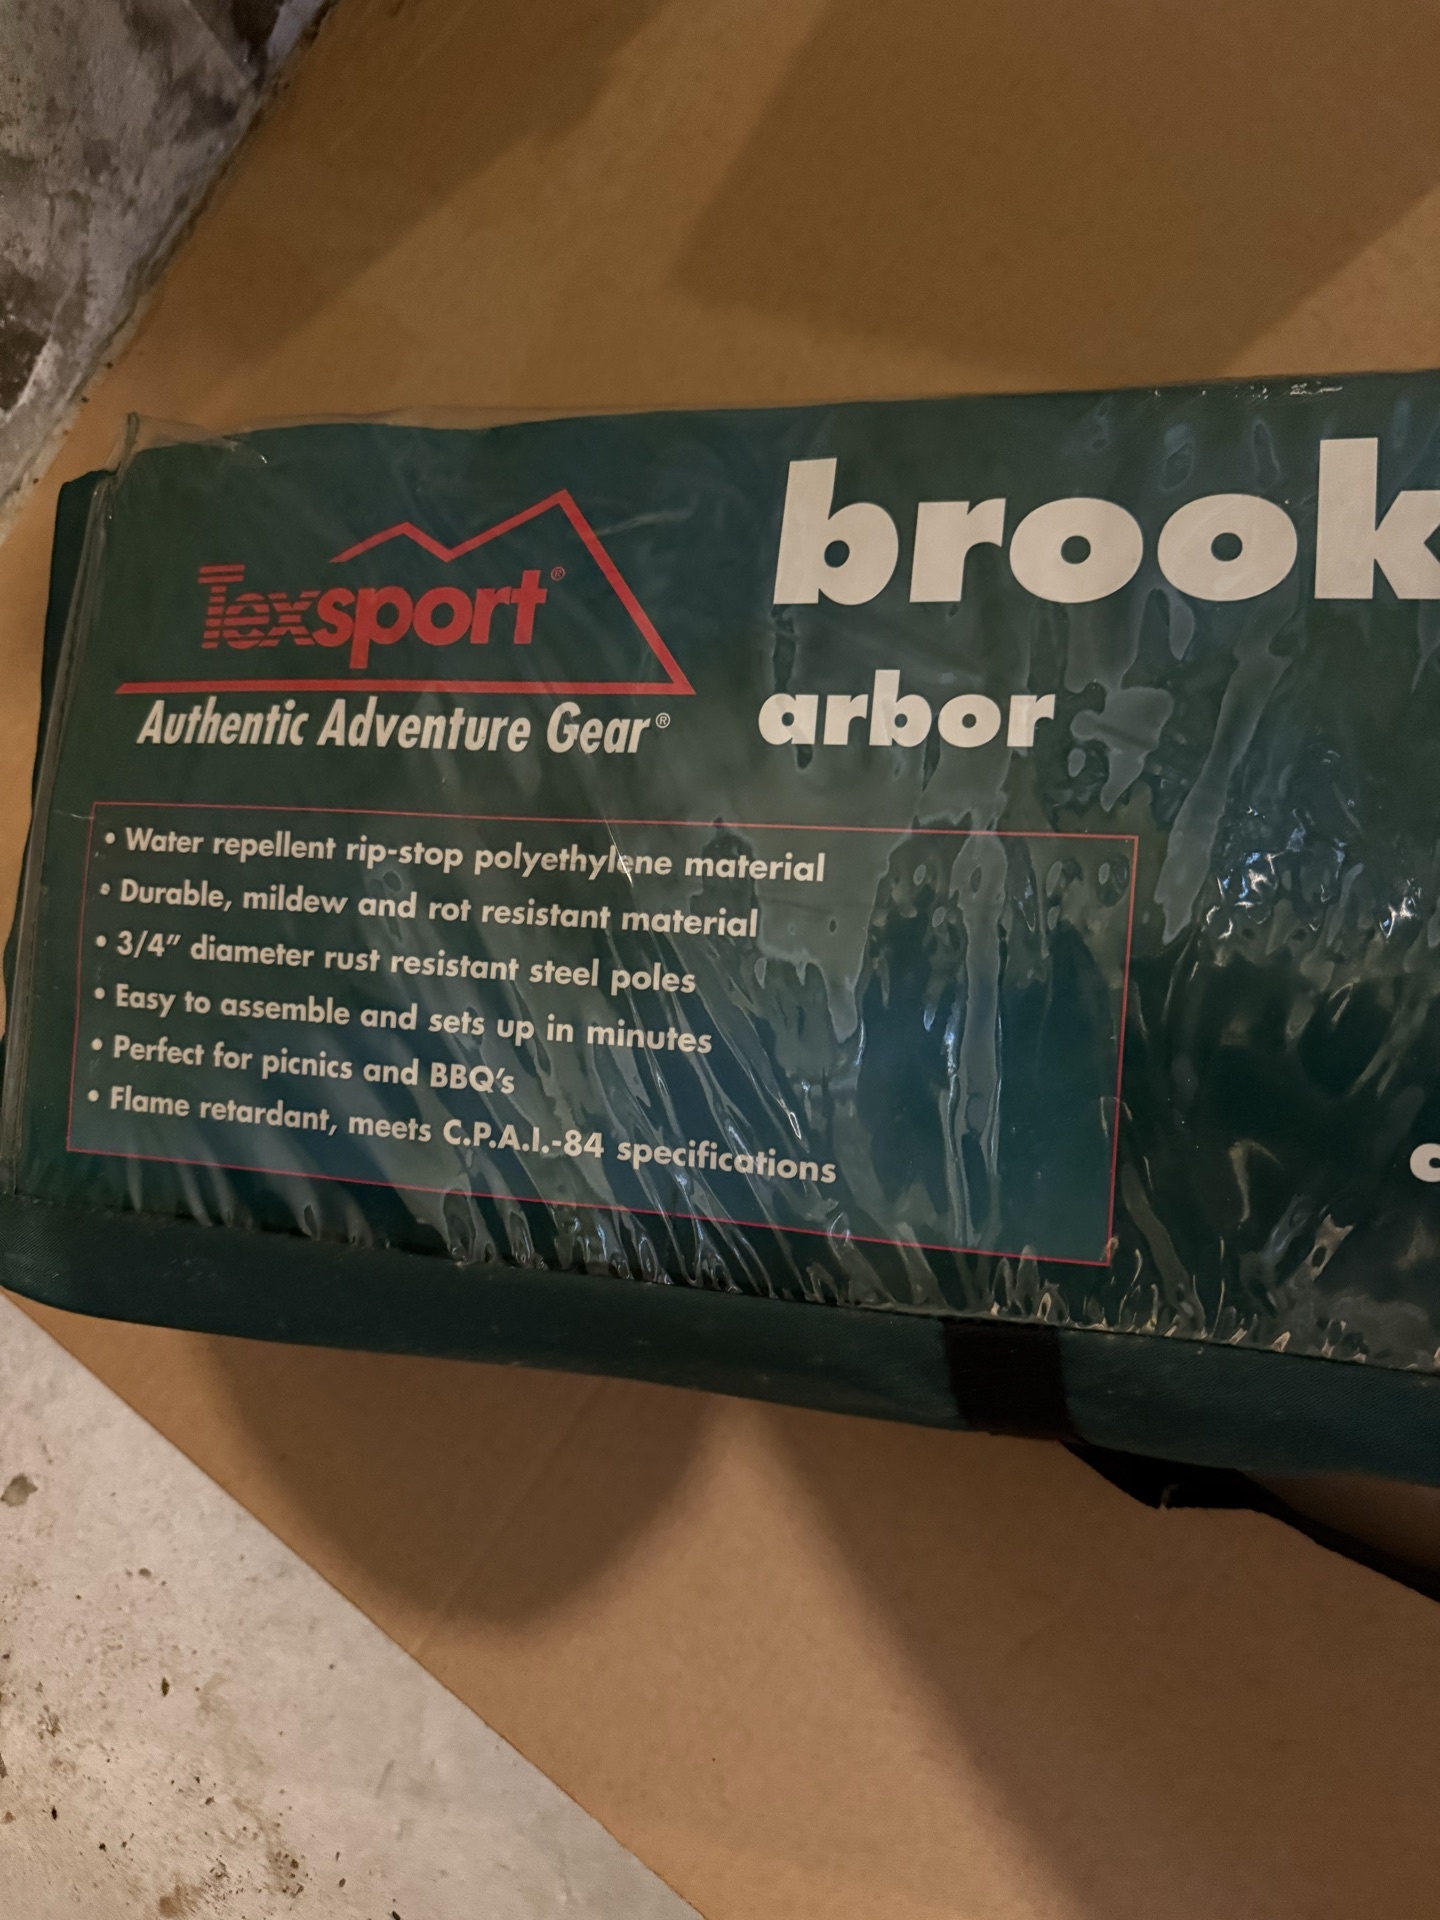 Texsport®
Authentic Adventure Gear®
brook
arbor
• Water repellent rip-stop polyethylene material
• Durable, mildew and rot resistant material
• 3/4" diameter rust resistant steel poles
• Easy to assemble and sets up in minutes
• Perfect for picnics and BBQ's
• Flame retardant, meets C.P.A.I.-84 specifications